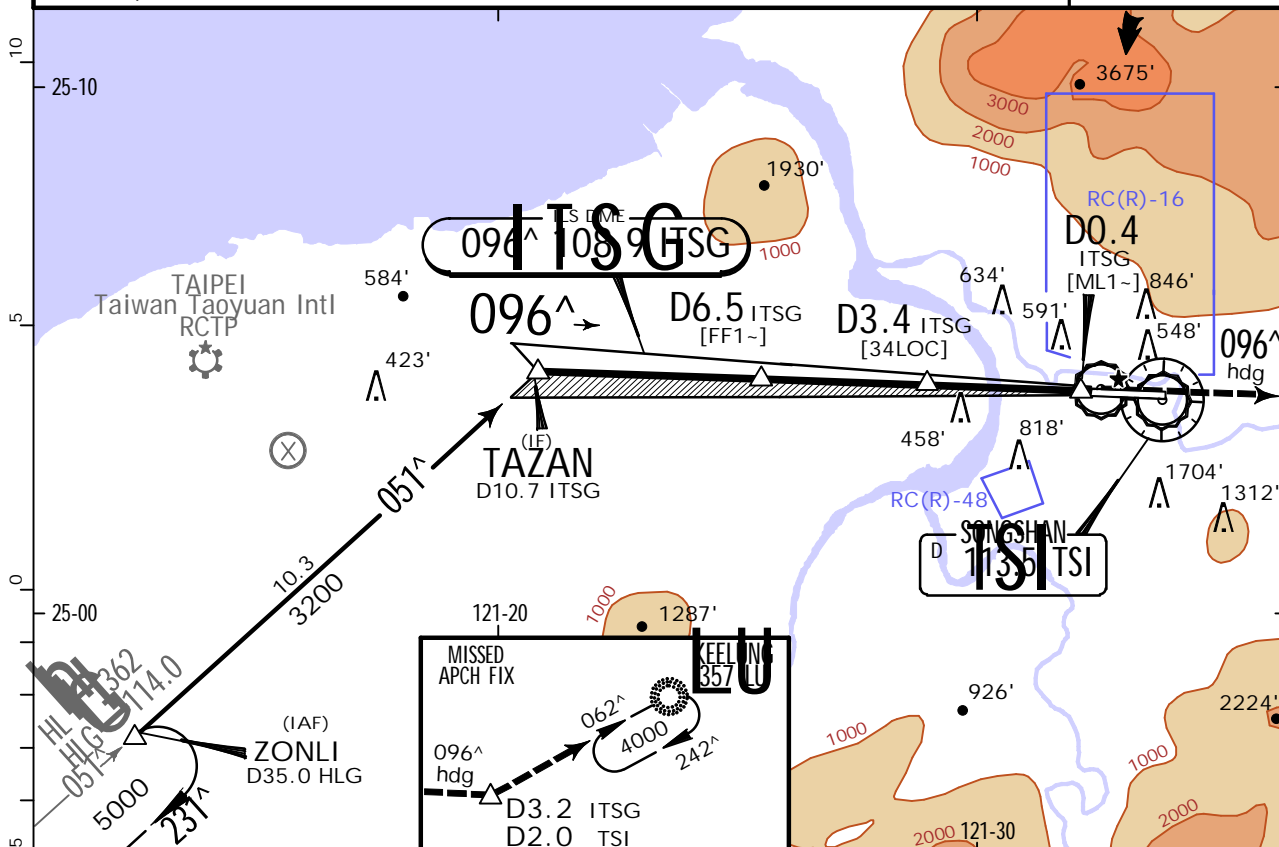 10
25-10
3675'
3000
2000
1000
1930'
1000
RC(R)-16
ITSG
ILS DME
096^ 108.9 ITSG
D0.4
ITSG
[ML1~]
TAIPEI
Taiwan Taoyuan Intl
RCTP
584'
634'
846'
591'
548'
5
096^
D6.5 ITSG
[FF1~]
D3.4 ITSG
[34LOC]
096^
hdg
423'
(IF)
TAZAN
D10.7 ITSG
458'
818'
051^
RC(R)-48
1704'
1312'
SONGSHAN
D 113.5 TSI
TSI
10.3
3200
0
25-00
121-20
1000
1287'
MISSED
APCH FIX
KEELUNG
357 LU
LU
362
114.0
HL
HLG
051^
(IAF)
ZONLI
D35.0 HLG
062^
4000
242^
096^
hdg
D3.2 ITSG
D2.0 TSI
926'
2224'
1000
1000
5000
231^
2000
2000
121-30
5